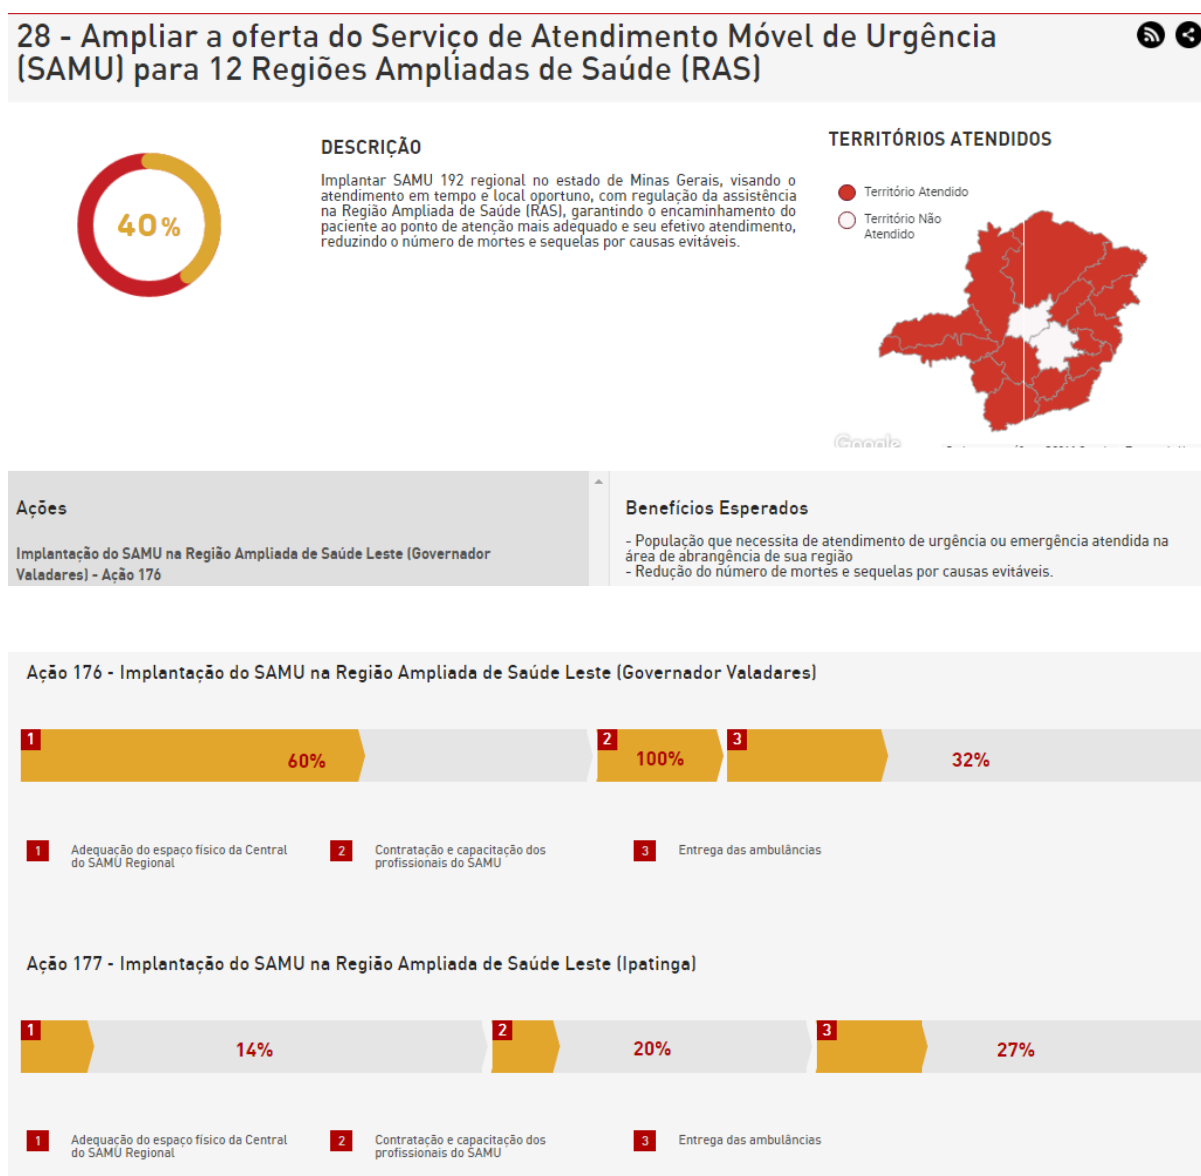 28 - Ampliar a oferta do Serviço de Atendimento Móvel de Urgência
(SAMU) para 12 Regiões Ampliadas de Saúde (RAS)
40%
DESCRIÇÃO
Implantar SAMU 192 regional no estado de Minas Gerais, visando o
atendimento em tempo e local oportuno, com regulação da assistência
na Região Ampliada de Saúde (RAS), garantindo o encaminhamento do
paciente ao ponto de atenção mais adequado e seu efetivo atendimento,
reduzindo o número de mortes e sequelas por causas evitáveis.
TERRITÓRIOS ATENDIDOS
Território Atendido
Território Não
Atendido
Google
Ações
Implantação do SAMU na Região Ampliada de Saúde Leste (Governador
Valadares) - Ação 176
Benefícios Esperados
- População que necessita de atendimento de urgência ou emergência atendida na
área de abrangência de sua região
- Redução do número de mortes e sequelas por causas evitáveis.
Ação 176 - Implantação do SAMU na Região Ampliada de Saúde Leste (Governador Valadares)
1 60% 2 100% 3 32%
1 Adequação do espaço físico da Central
do SAMU Regional
2 Contratação e capacitação dos
profissionais do SAMU
3 Entrega das ambulâncias
Ação 177 - Implantação do SAMU na Região Ampliada de Saúde Leste (Ipatinga)
1 14% 2 20% 3 27%
1 Adequação do espaço físico da Central
do SAMU Regional
2 Contratação e capacitação dos
profissionais do SAMU
3 Entrega das ambulâncias